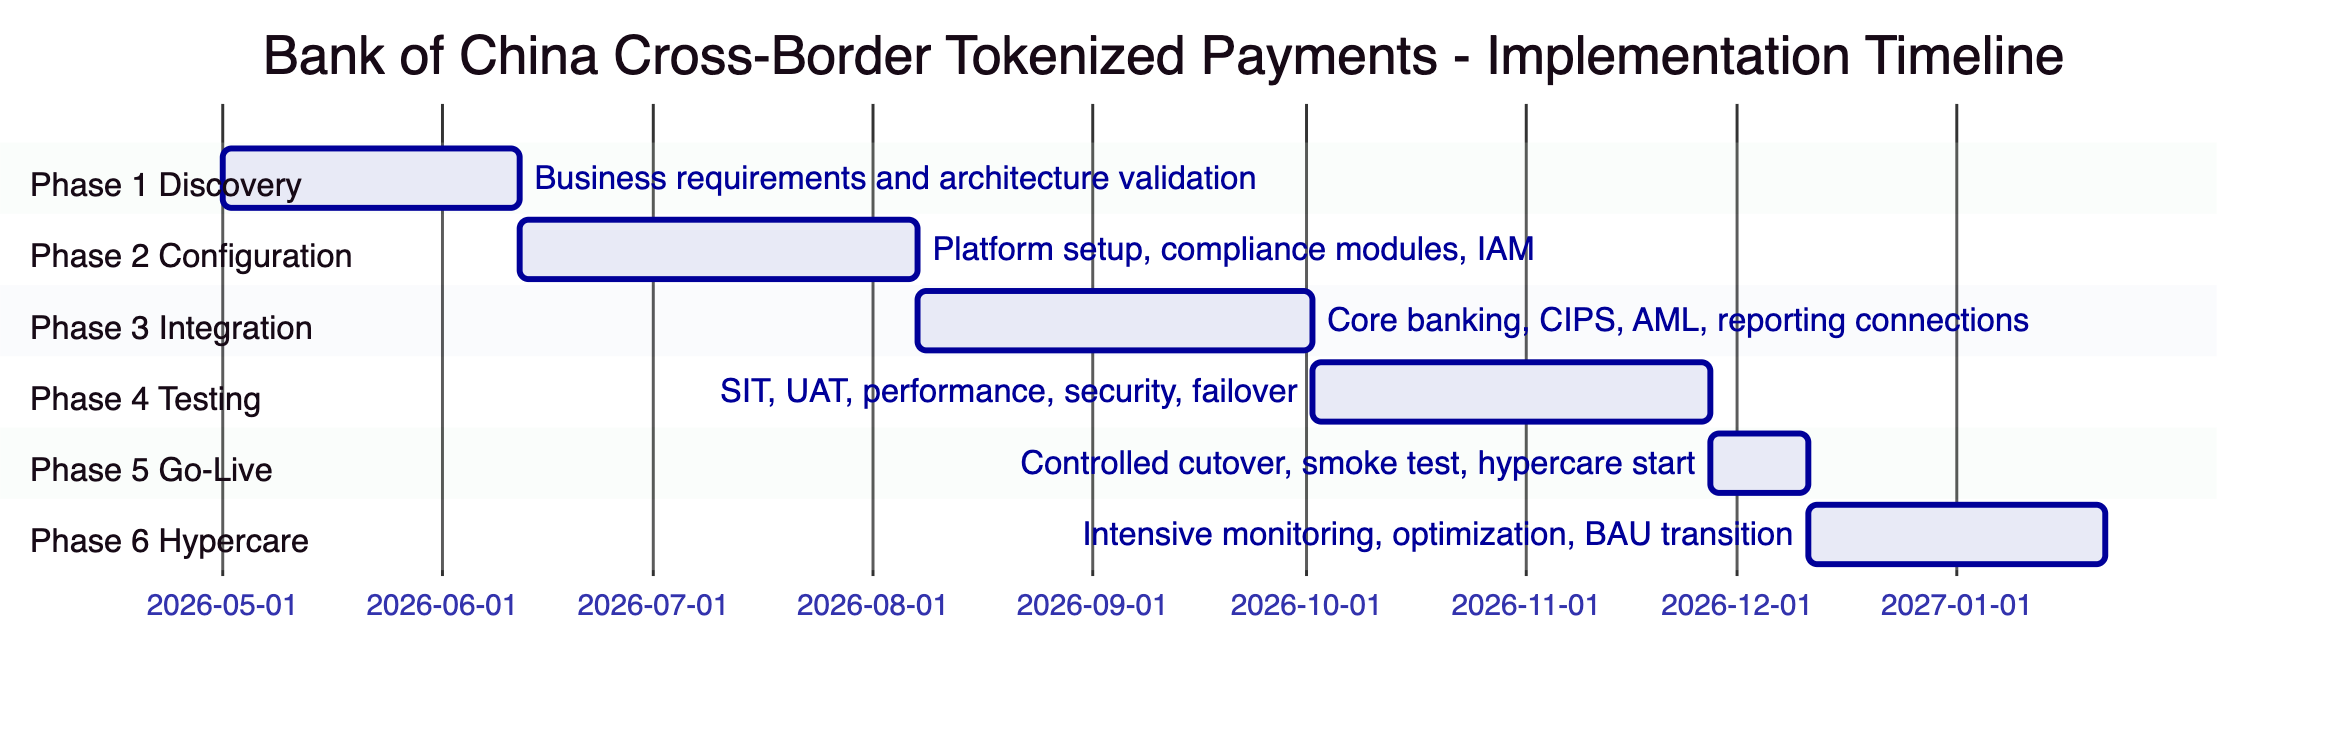 Bank of China Cross-Border Tokenized Payments - Implementation Timeline
Phase 1 Discovery
Business requirements and architecture validation
Phase 2 Configuration
Platform setup, compliance modules, IAM
Phase 3 Integration
Core banking, CIPS, AML, reporting connections
Phase 4 Testing
SIT, UAT, performance, security, failover
Phase 5 Go-Live
Controlled cutover, smoke test, hypercare start
Phase 6 Hypercare
Intensive monitoring, optimization, BAU transition
2026-05-01 2026-06-01 2026-07-01 2026-08-01 2026-09-01 2026-10-01 2026-11-01 2026-12-01 2027-01-01